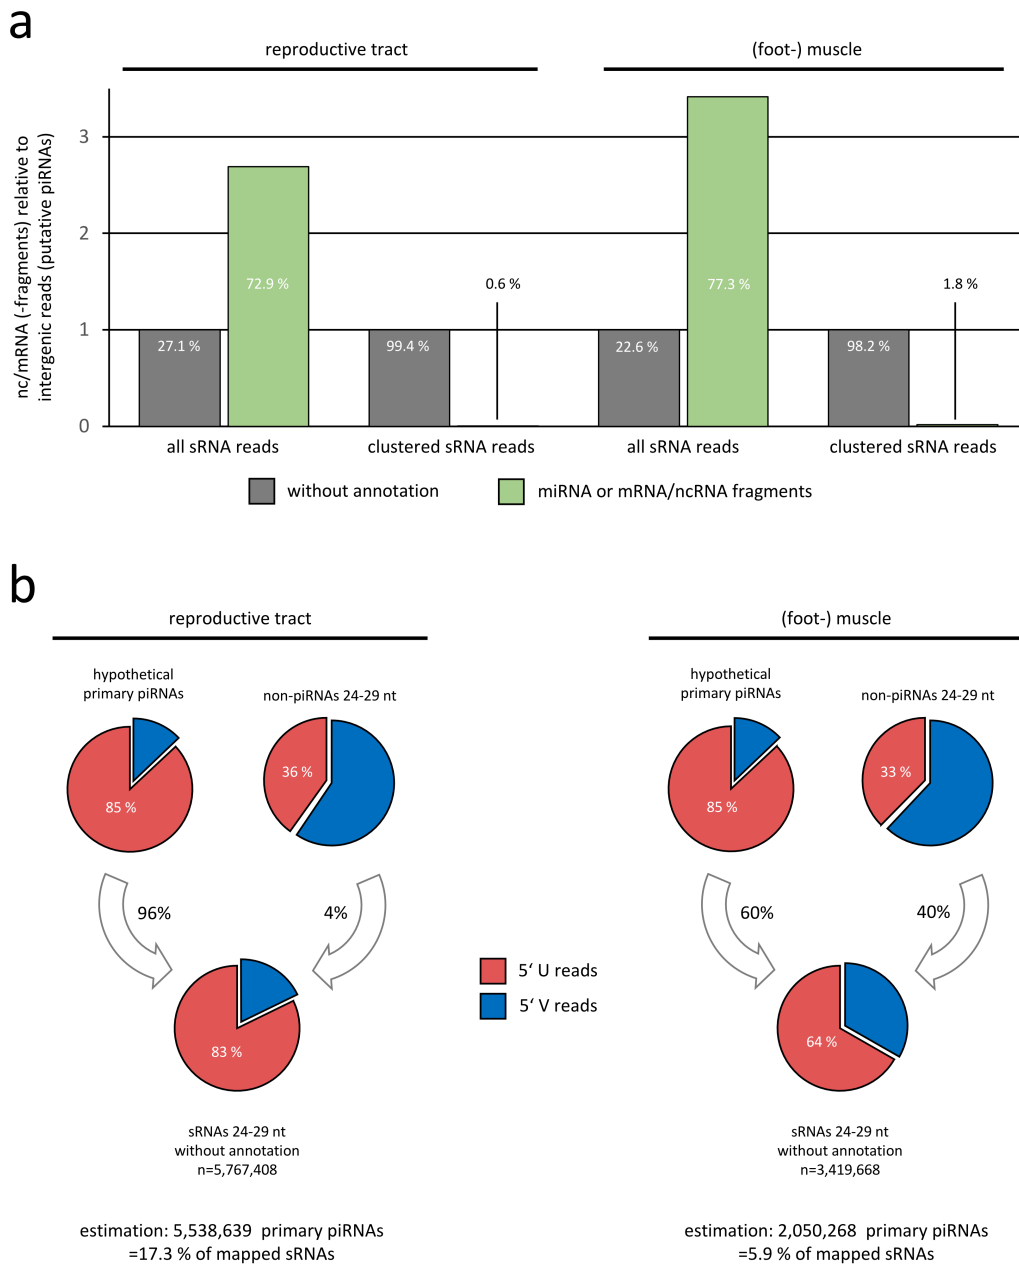 a
reproductive tract
(foot-) muscle
nc/mRNA (-fragments) relative to
intergenic reads (putative piRNAs)
3
2
1
0
27.1 %
72.9 %
99.4 %
0.6 %
22.6 %
77.3 %
98.2 %
1.8 %
all sRNA reads
clustered sRNA reads
all sRNA reads
clustered sRNA reads
without annotation
miRNA or mRNA/ncRNA fragments
b
reproductive tract
(foot-) muscle
hypothetical
primary piRNAs
non-piRNAs 24-29 nt
85 %
36 %
96%
4%
83 %
sRNAs 24-29 nt
without annotation
n=5,767,408
estimation: 5,538,639 primary piRNAs
=17.3 % of mapped sRNAs
5‘ U reads
5‘ V reads
hypothetical
primary piRNAs
non-piRNAs 24-29 nt
85 %
33 %
60%
40%
64 %
sRNAs 24-29 nt
without annotation
n=3,419,668
estimation: 2,050,268 primary piRNAs
=5.9 % of mapped sRNAs